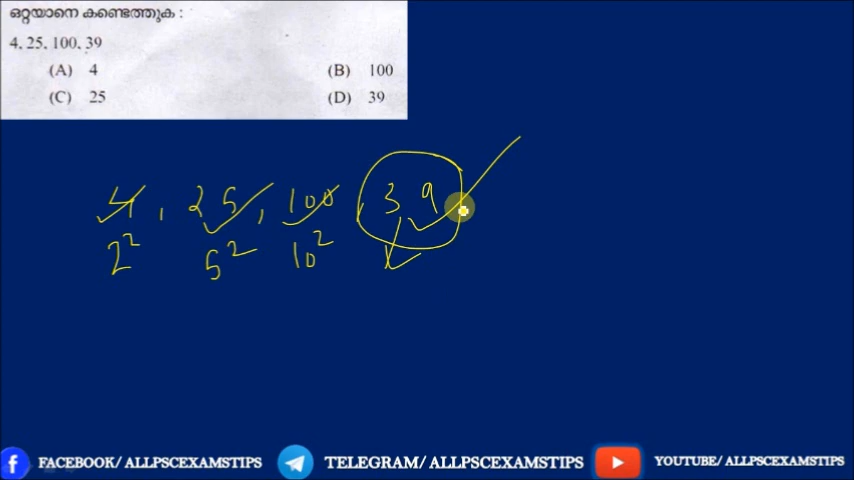 ഒറ്റയാനെ കണ്ടെത്തുക :
4, 25, 100, 39
(A) 4 (B) 100
(C) 25 (D) 39
4, 25, 100, 39
2² 5² 10²
FACEBOOK/ ALLPSCEXAMSTIPS TELEGRAM/ ALLPSCEXAMSTIPS YOUTUBE/ ALLPSCEXAMSTIPS